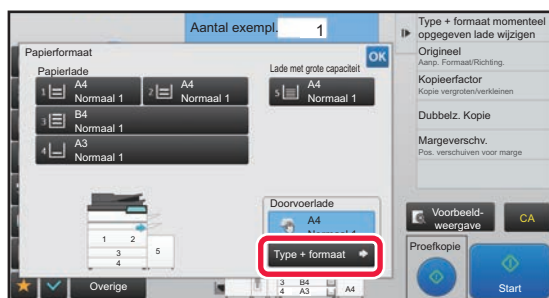 Aantal exempl. 1
Papierformaat
OK
Papierlade
Lade met grote capaciteit
1 A4
Normaal 1
2 A4
Normaal 1
5 A4
Normaal 1
3 B4
Normaal 1
4 A3
Normaal 1
1 2
3
4
5
Doorvoerlade
A4
Normaal 1
Type + formaat
Overige
3 B4
4 A3
A4
Type + formaat momenteel
opgegeven lade wijzigen
Origineel
Aanp. Formaat/Richting.
Kopieerfactor
Kopie vergroten/verkleinen
Dubbelz. Kopie
Margeverschv.
Pos. verschuiven voor marge
Voorbeeld-
weergave
CA
Proefkopie
Start